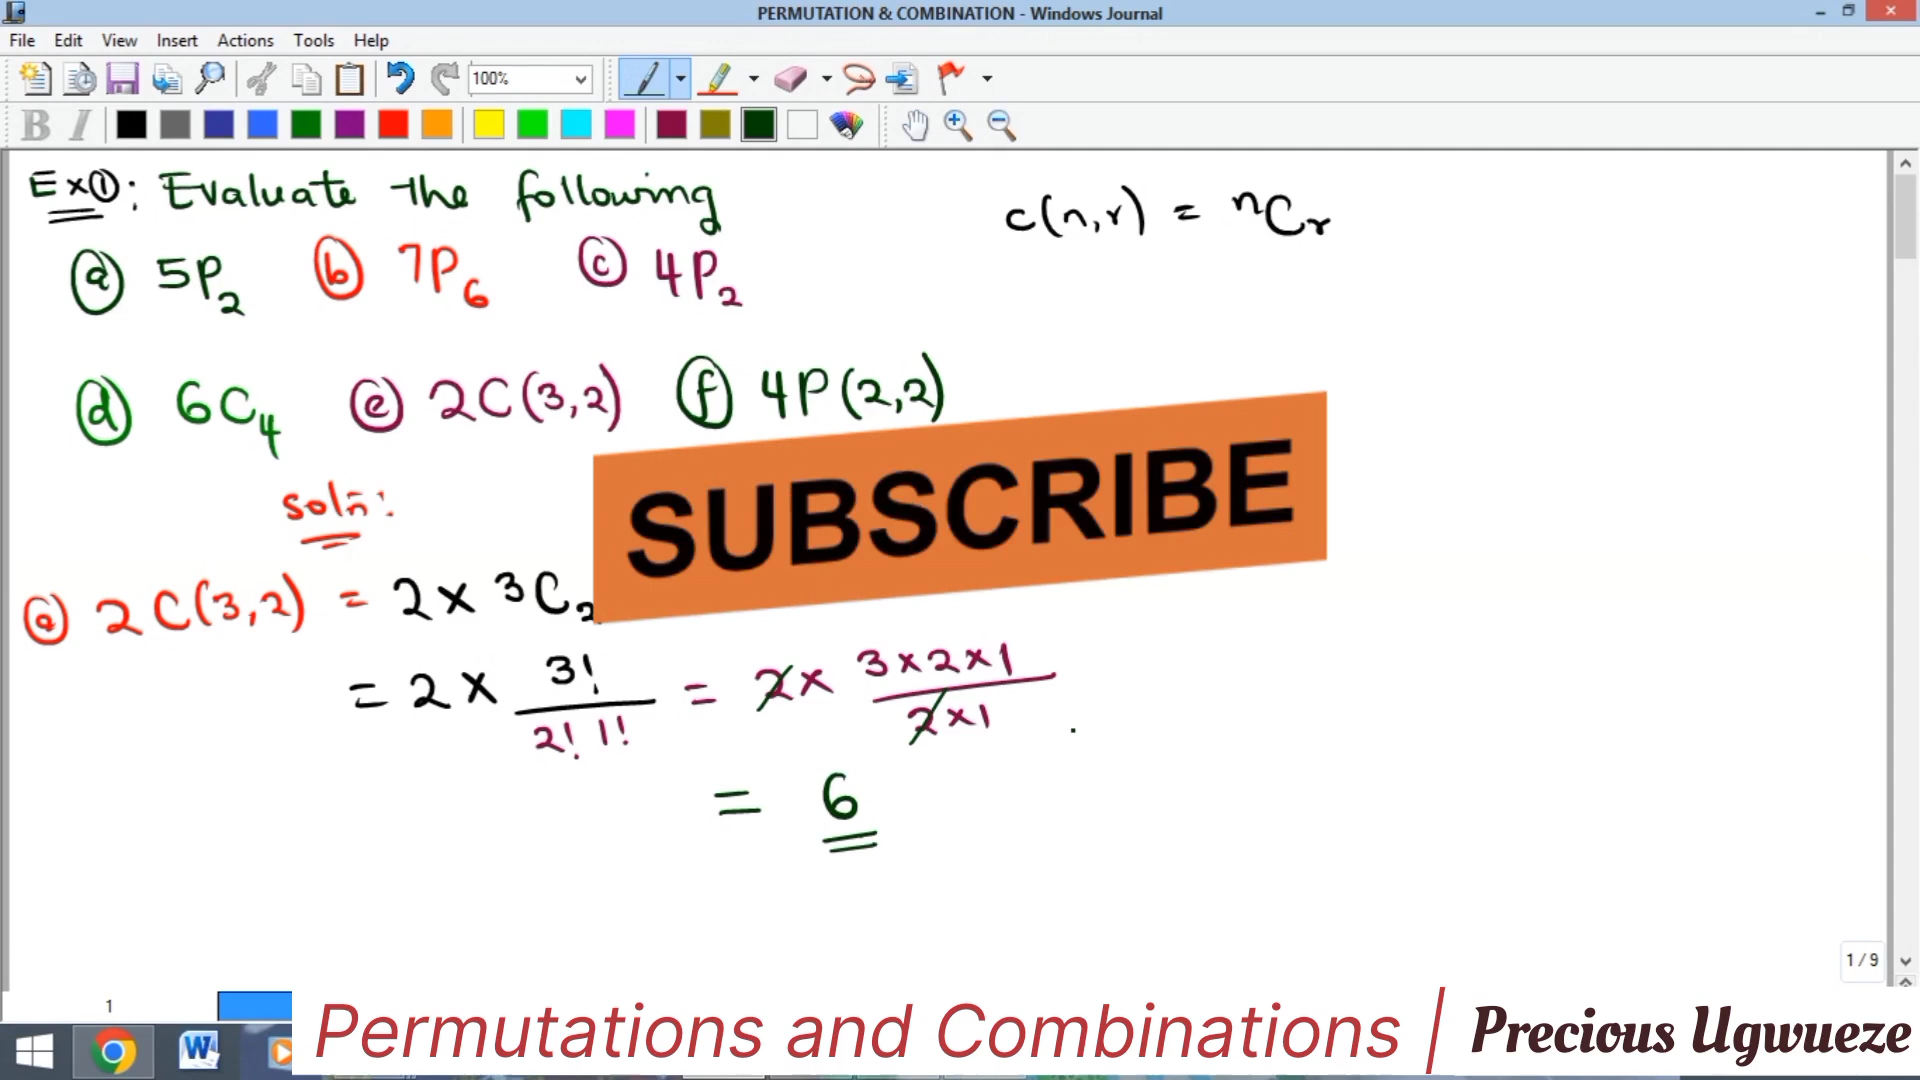 PERMUTATION & COMBINATION - Windows Journal
File Edit View Insert Actions Tools Help
100%
B I
Ex①: Evaluate the following
c(n,r) = ⁿCᵣ
ⓐ 5P₂ ⓑ 7P₆ ⓒ 4P₂
ⓓ 6C₄ ⓔ 2C(3,2) ⓕ 4P(2,2)
SUBSCRIBE
soln:
ⓔ 2C(3,2) = 2 × ³C₂
= 2 × 3!/2! 1! = 2 × 3×2×1/2×1
= 6
1 / 9
1
Permutations and Combinations | Precious Ugwueze